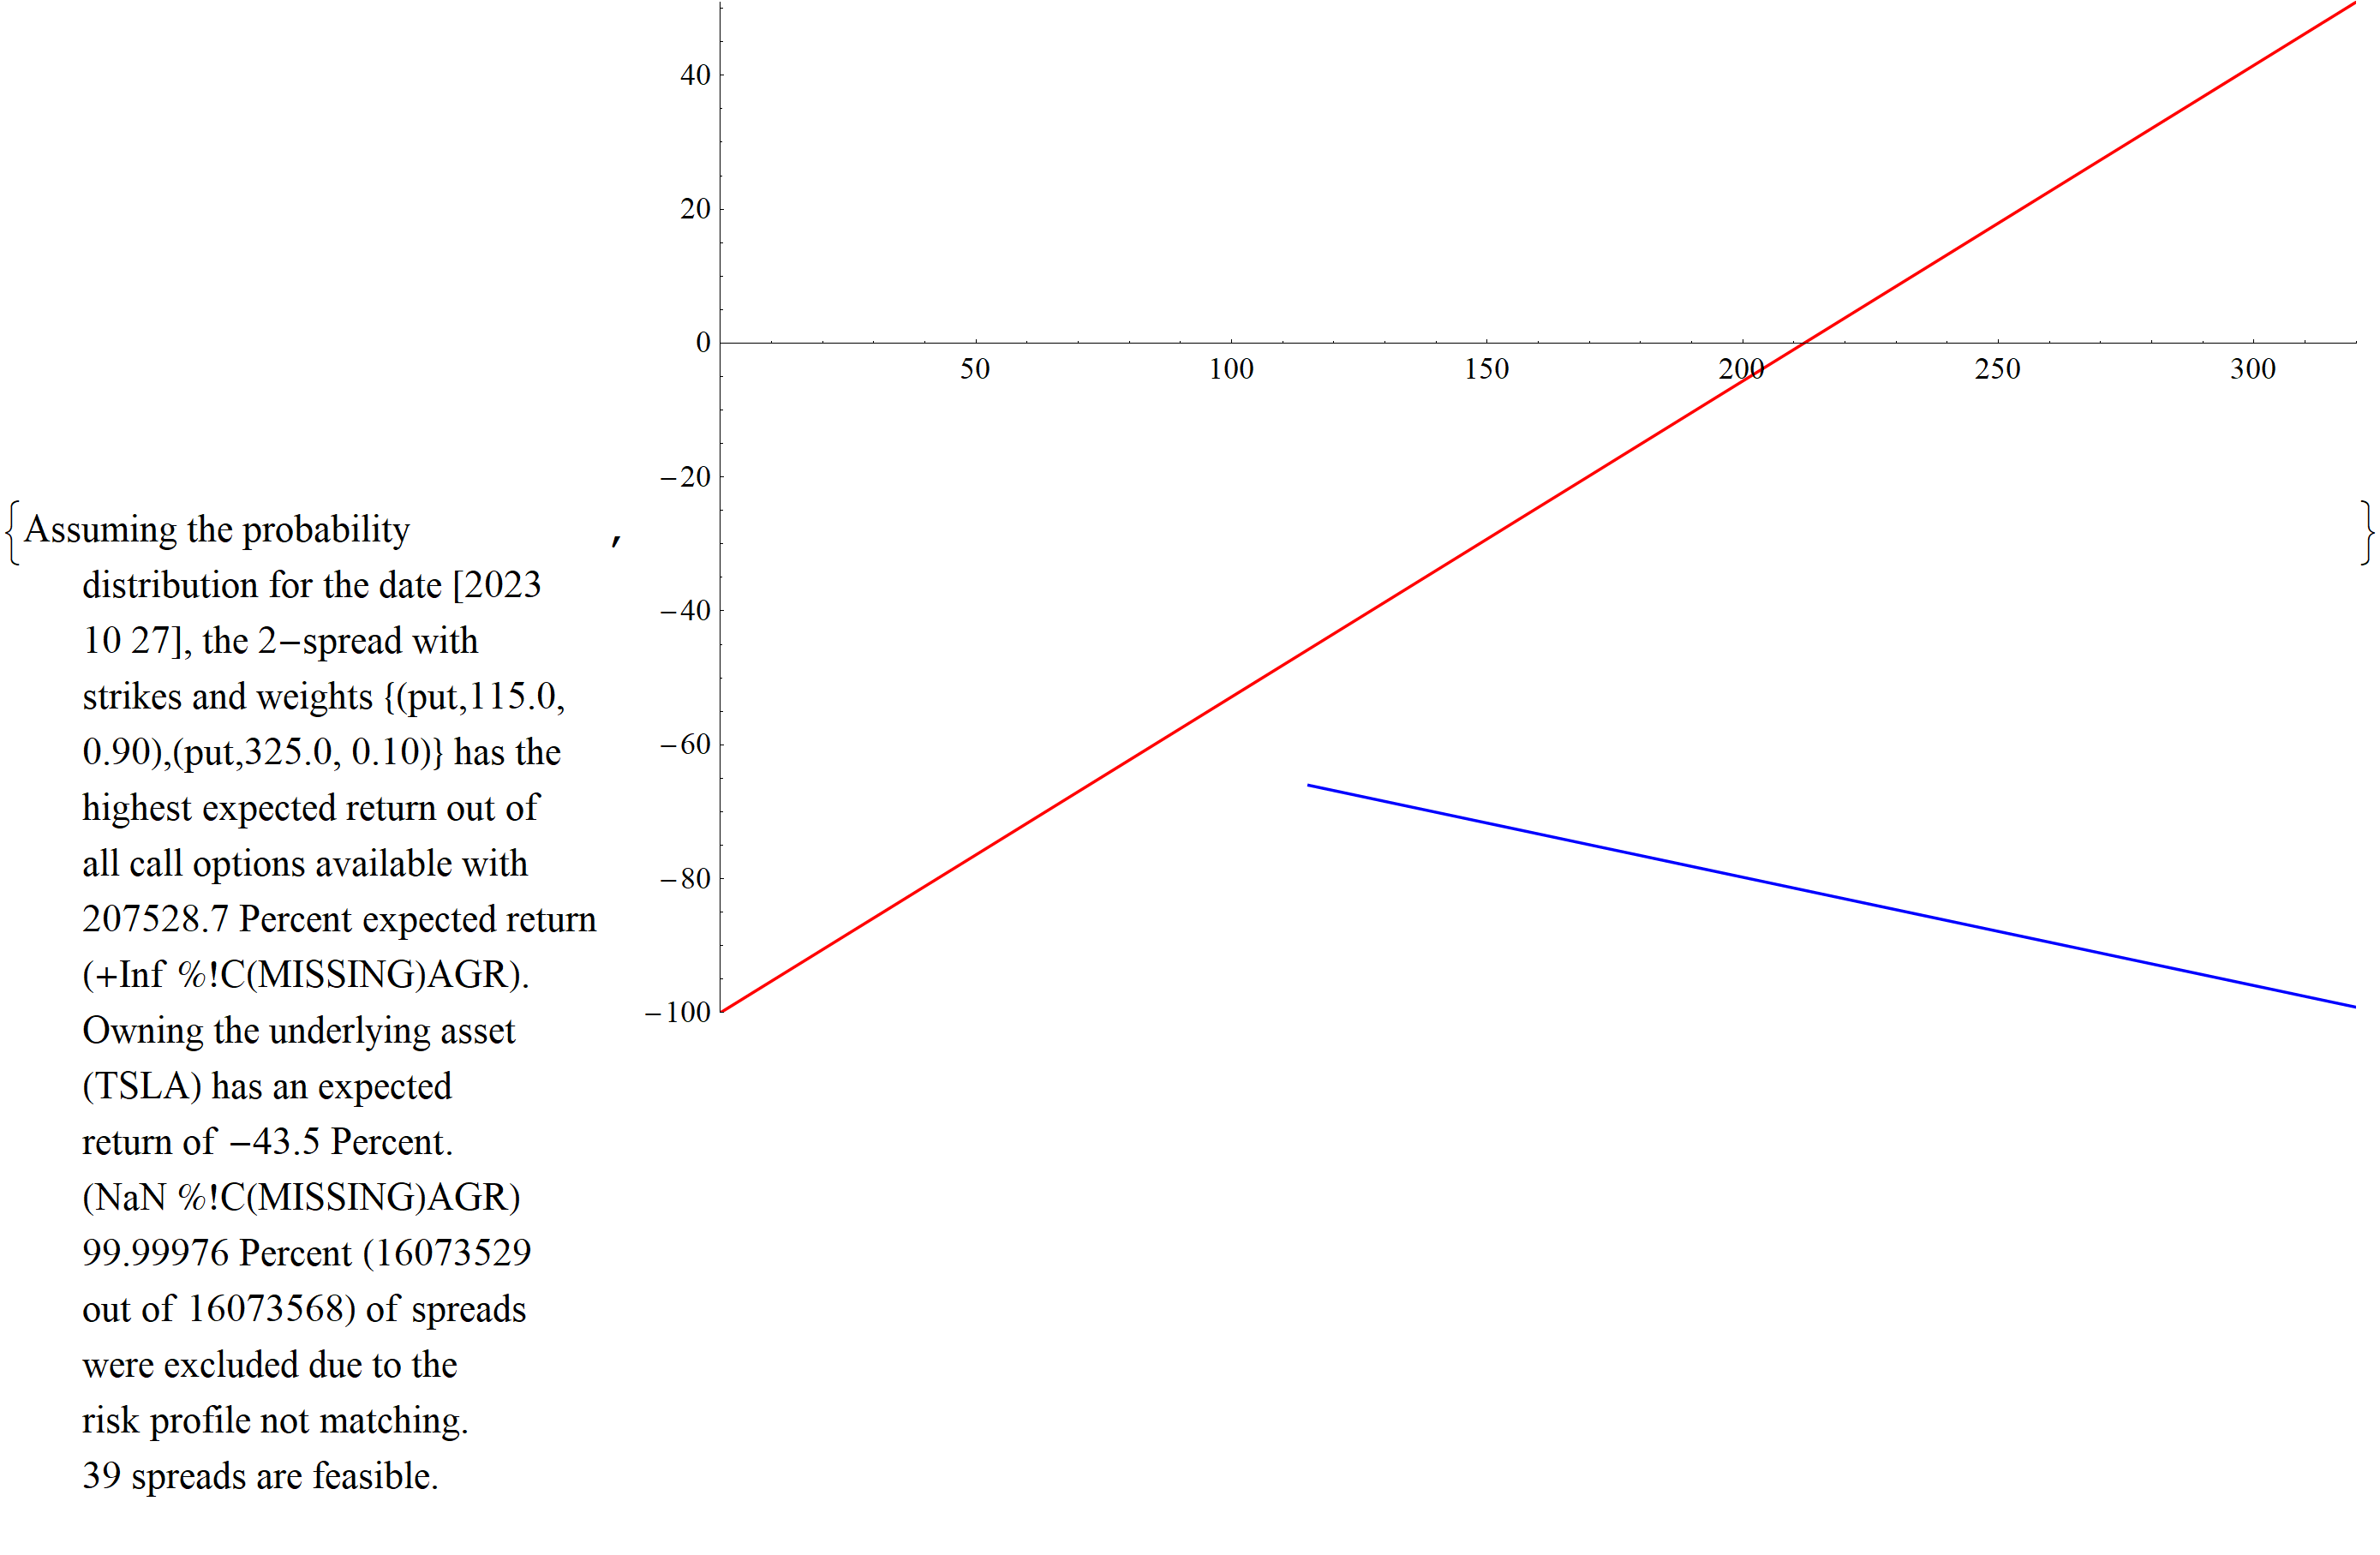 {Assuming the probability ,
distribution for the date [2023
10 27], the 2−spread with
strikes and weights {(put,115.0,
0.90),(put,325.0, 0.10)} has the
highest expected return out of
all call options available with
207528.7 Percent expected return
(+Inf %!C(MISSING)AGR).
Owning the underlying asset
(TSLA) has an expected
return of −43.5 Percent.
(NaN %!C(MISSING)AGR)
99.99976 Percent (16073529
out of 16073568) of spreads
were excluded due to the
risk profile not matching.
39 spreads are feasible.
40
20
0
−20
−40
−60
−80
−100
50 100 150 200 250 300
}